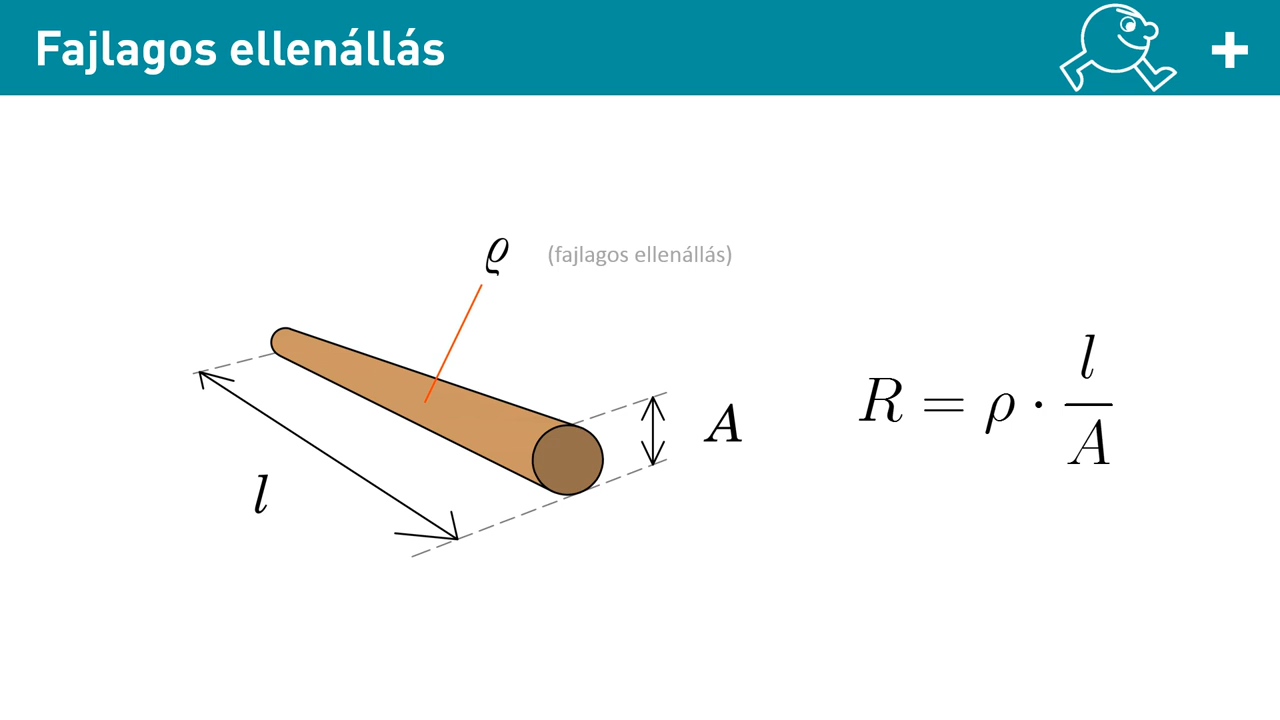 Fajlagos ellenállás
+
ϱ (fajlagos ellenállás)
A
l
R = ρ · l / A